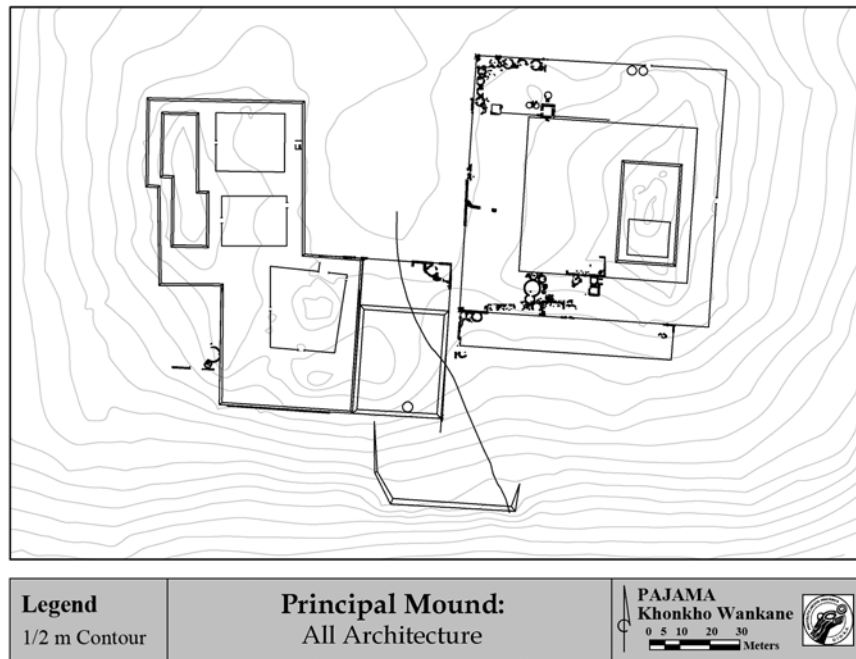 Legend
1/2 m Contour
Principal Mound:
All Architecture
PAJAMA
Khonkho Wankane
0 5 10 20 30
Meters